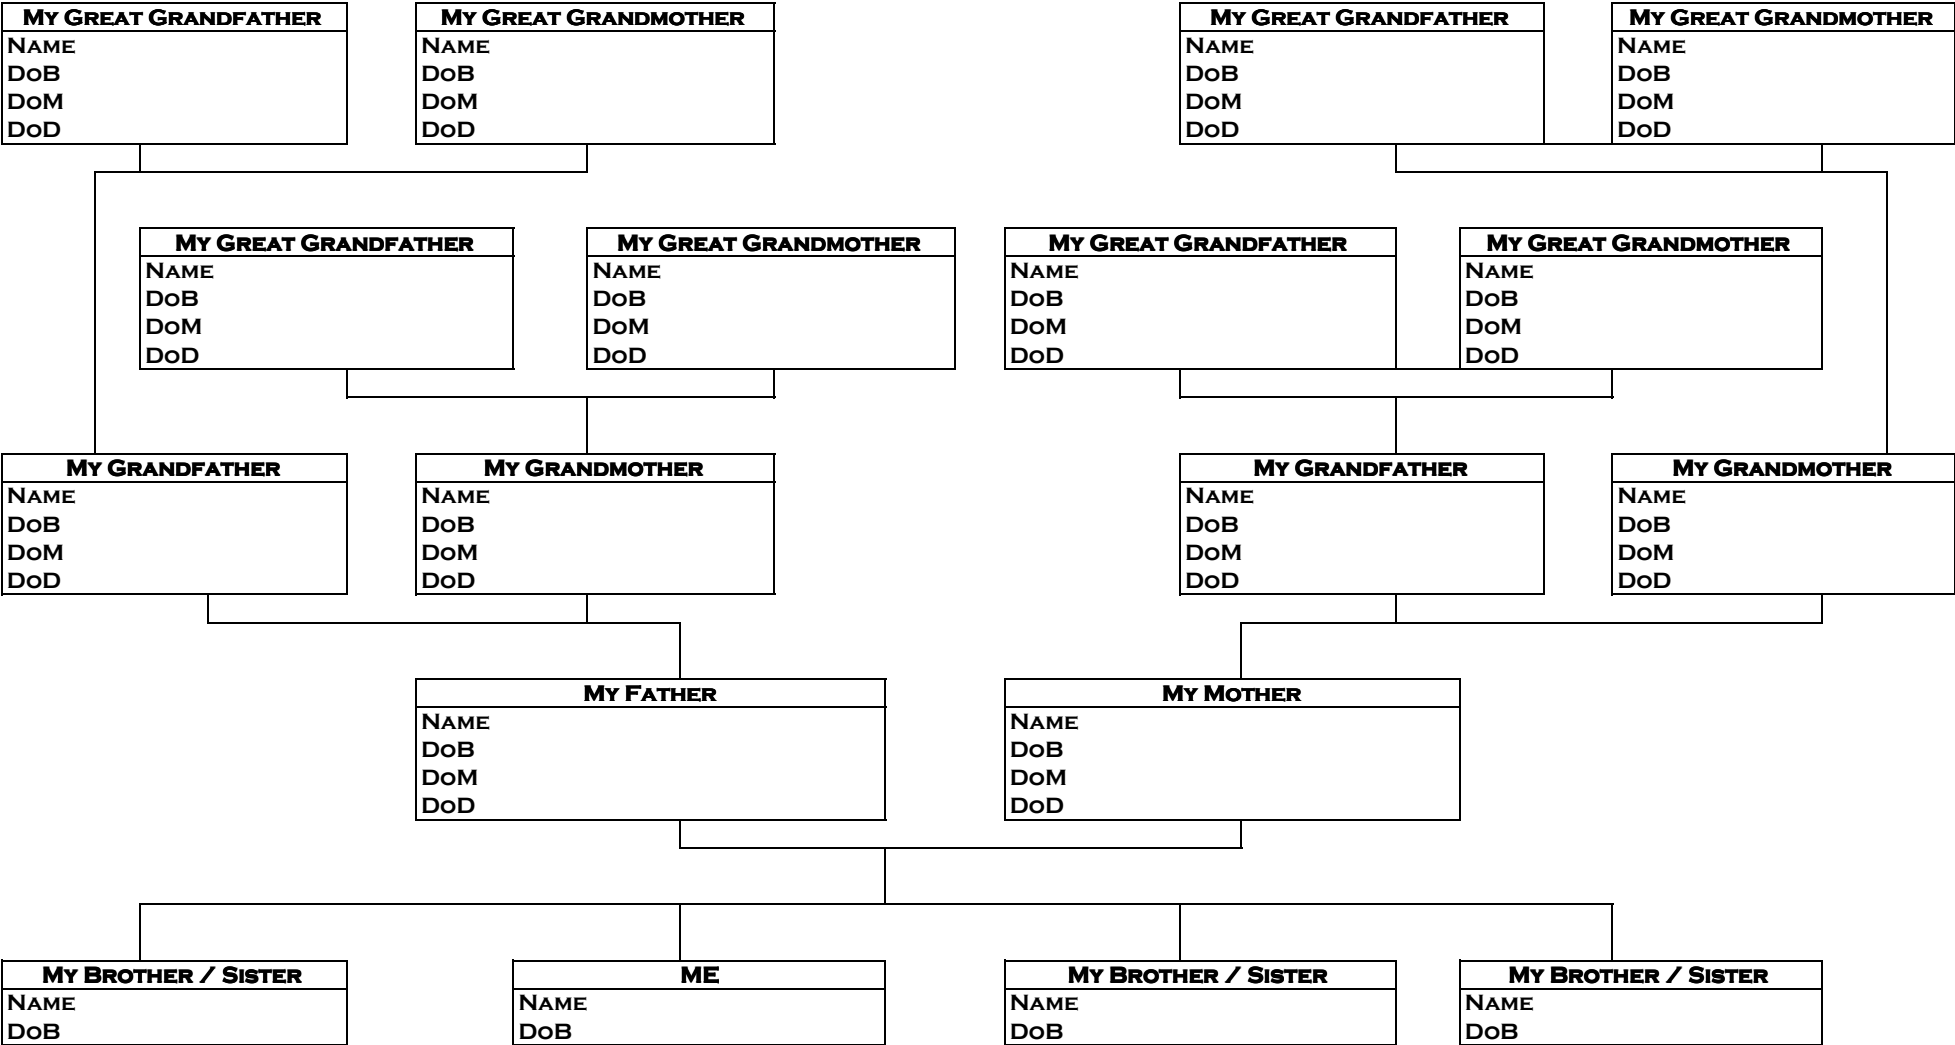 My Great Grandfather
Name
DoB
DoM
DoD
My Great Grandmother
Name
DoB
DoM
DoD
My Great Grandfather
Name
DoB
DoM
DoD
My Great Grandmother
Name
DoB
DoM
DoD
My Great Grandfather
Name
DoB
DoM
DoD
My Great Grandmother
Name
DoB
DoM
DoD
My Great Grandfather
Name
DoB
DoM
DoD
My Great Grandmother
Name
DoB
DoM
DoD
My Grandfather
Name
DoB
DoM
DoD
My Grandmother
Name
DoB
DoM
DoD
My Grandfather
Name
DoB
DoM
DoD
My Grandmother
Name
DoB
DoM
DoD
My Father
Name
DoB
DoM
DoD
My Mother
Name
DoB
DoM
DoD
My Brother / Sister
Name
DoB
ME
Name
DoB
My Brother / Sister
Name
DoB
My Brother / Sister
Name
DoB